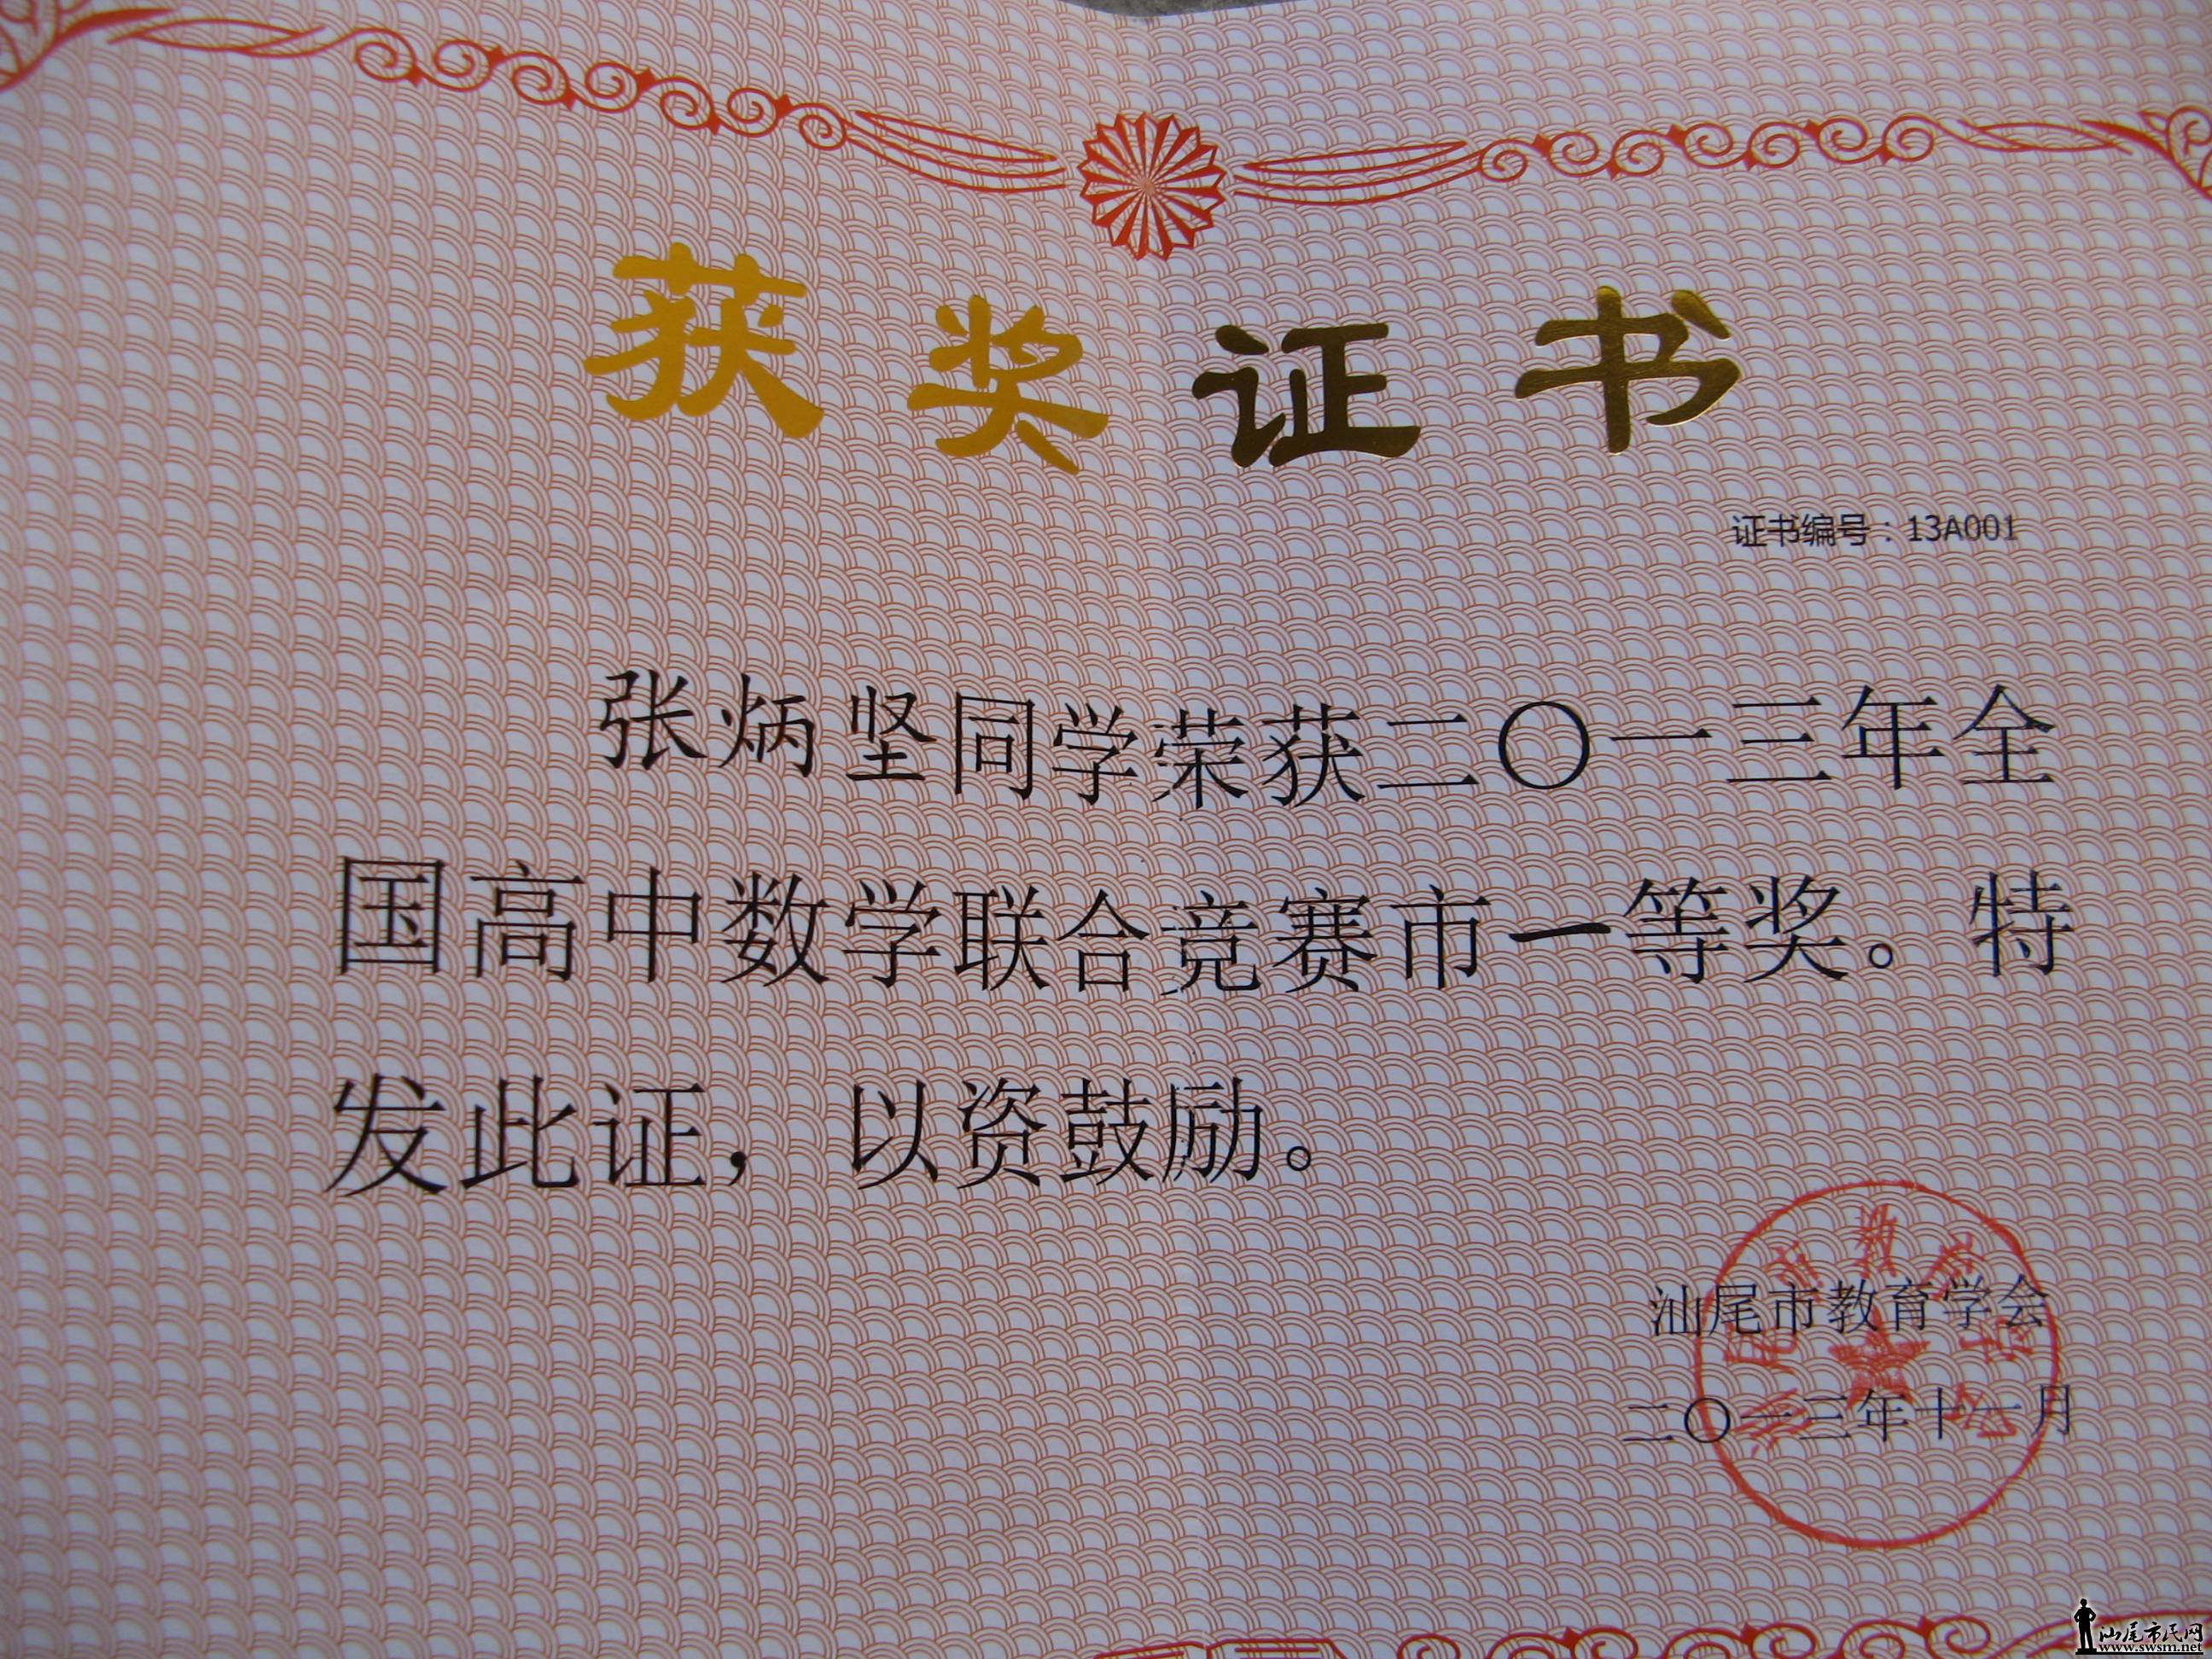 获奖证书
证书编号：13A001
张炳坚同学荣获二〇一三年全
国高中数学联合竞赛市一等奖。特
发此证，以资鼓励。
汕尾市教育学会
二〇一三年十一月
汕尾市民网
www.swsm.net